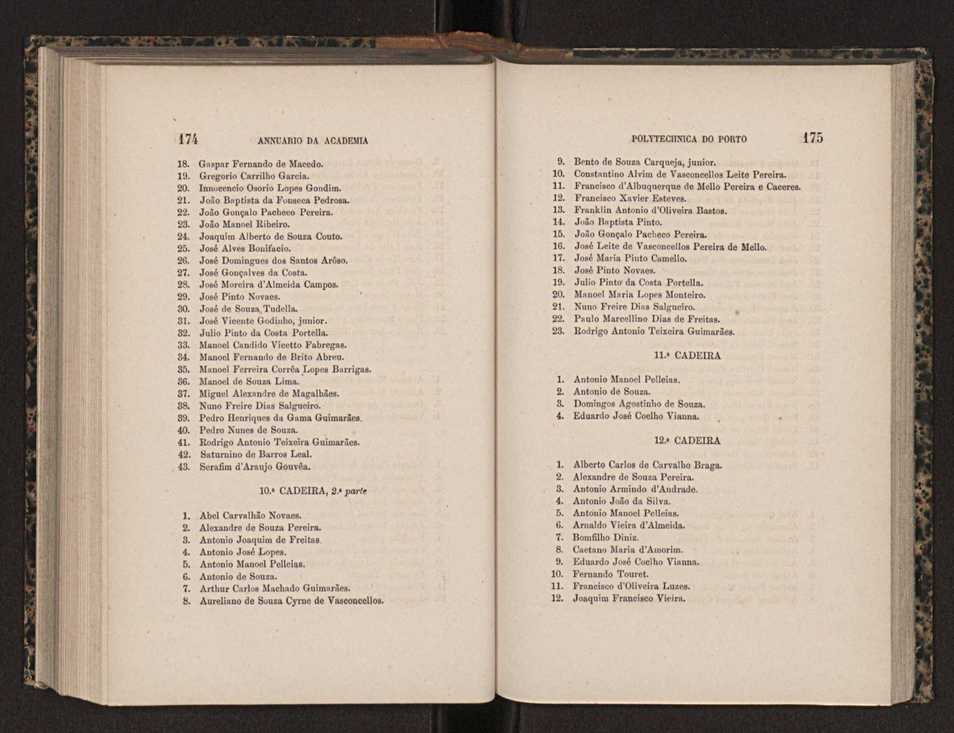 174 ANNUARIO DA ACADEMIA
18. Gaspar Fernando de Macedo.
19. Gregorio Carrilho Garcia.
20. Innocencio Osorio Lopes Gondim.
21. João Baptista da Fonseca Pedrosa.
22. João Gonçalo Pacheco Pereira.
23. João Manoel Ribeiro.
24. Joaquim Alberto de Souza Couto.
25. José Alves Bonifacio.
26. José Domingues dos Santos Arôso.
27. José Gonçalves da Costa.
28. José Moreira d'Almeida Campos.
29. José Pinto Novaes.
30. José de Souza Tudella.
31. José Vicente Godinho, junior.
32. Julio Pinto da Costa Portella.
33. Manoel Candido Vicetto Fabregas.
34. Manoel Fernando de Brito Abreu.
35. Manoel Ferreira Corrêa Lopes Barrigas.
36. Manoel de Souza Lima.
37. Miguel Alexandre de Magalhães.
38. Nuno Freire Dias Salgueiro.
39. Pedro Henriques da Gama Guimarães.
40. Pedro Nunes de Souza.
41. Rodrigo Antonio Teixeira Guimarães.
42. Saturnino de Barros Leal.
43. Serafim d'Araujo Gouvêa.
10.ª CADEIRA, 2.ª parte
1. Abel Carvalhão Novaes.
2. Alexandre de Souza Pereira.
3. Antonio Joaquim de Freitas.
4. Antonio José Lopes.
5. Antonio Manoel Pelleias.
6. Antonio de Souza.
7. Arthur Carlos Machado Guimarães.
8. Aureliano de Souza Cyrne de Vasconcellos.
POLYTECHNICA DO PORTO 175
9. Bento de Souza Carqueja, junior.
10. Constantino Alvim de Vasconcellos Leite Pereira.
11. Francisco d'Albuquerque de Mello Pereira e Caceres.
12. Francisco Xavier Esteves.
13. Franklin Antonio d'Oliveira Bastos.
14. João Baptista Pinto.
15. João Gonçalo Pacheco Pereira.
16. José Leite de Vasconcellos Pereira de Mello.
17. José Maria Pinto Camello.
18. José Pinto Novaes.
19. Julio Pinto da Costa Portella.
20. Manoel Maria Lopes Monteiro.
21. Nuno Freire Dias Salgueiro.
22. Paulo Marcellino Dias de Freitas.
23. Rodrigo Antonio Teixeira Guimarães.
11.ª CADEIRA
1. Antonio Manoel Pelleias.
2. Antonio de Souza.
3. Domingos Agostinho de Souza.
4. Eduardo José Coelho Vianna.
12.ª CADEIRA
1. Alberto Carlos de Carvalho Braga.
2. Alexandre de Souza Pereira.
3. Antonio Armindo d'Andrade.
4. Antonio João da Silva.
5. Antonio Manoel Pelleias.
6. Arnaldo Vieira d'Almeida.
7. Bomfilho Diniz.
8. Caetano Maria d'Amorim.
9. Eduardo José Coelho Vianna.
10. Fernando Touret.
11. Francisco d'Oliveira Luzes.
12. Joaquim Francisco Vieira.